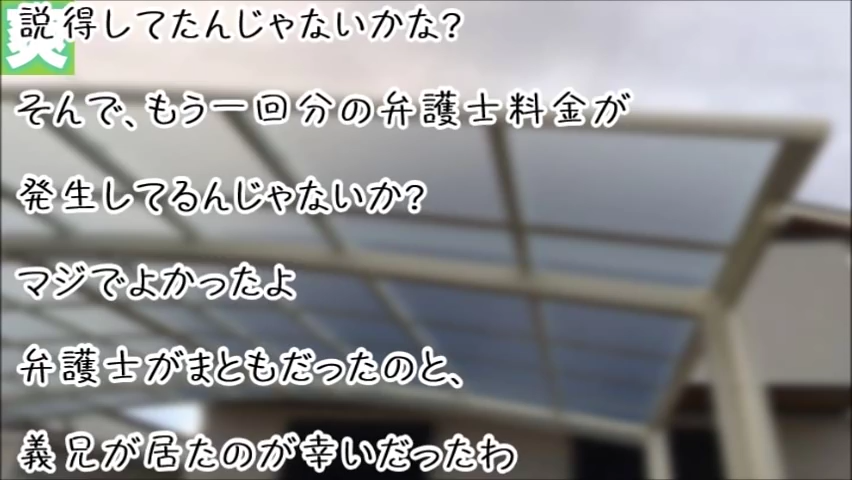 説得してたんじゃないかな?
そんで、もう一回分の弁護士料金が
発生してるんじゃないか?
マジでよかったよ
弁護士がまともだったのと、
義兄が居たのが幸いだったわ